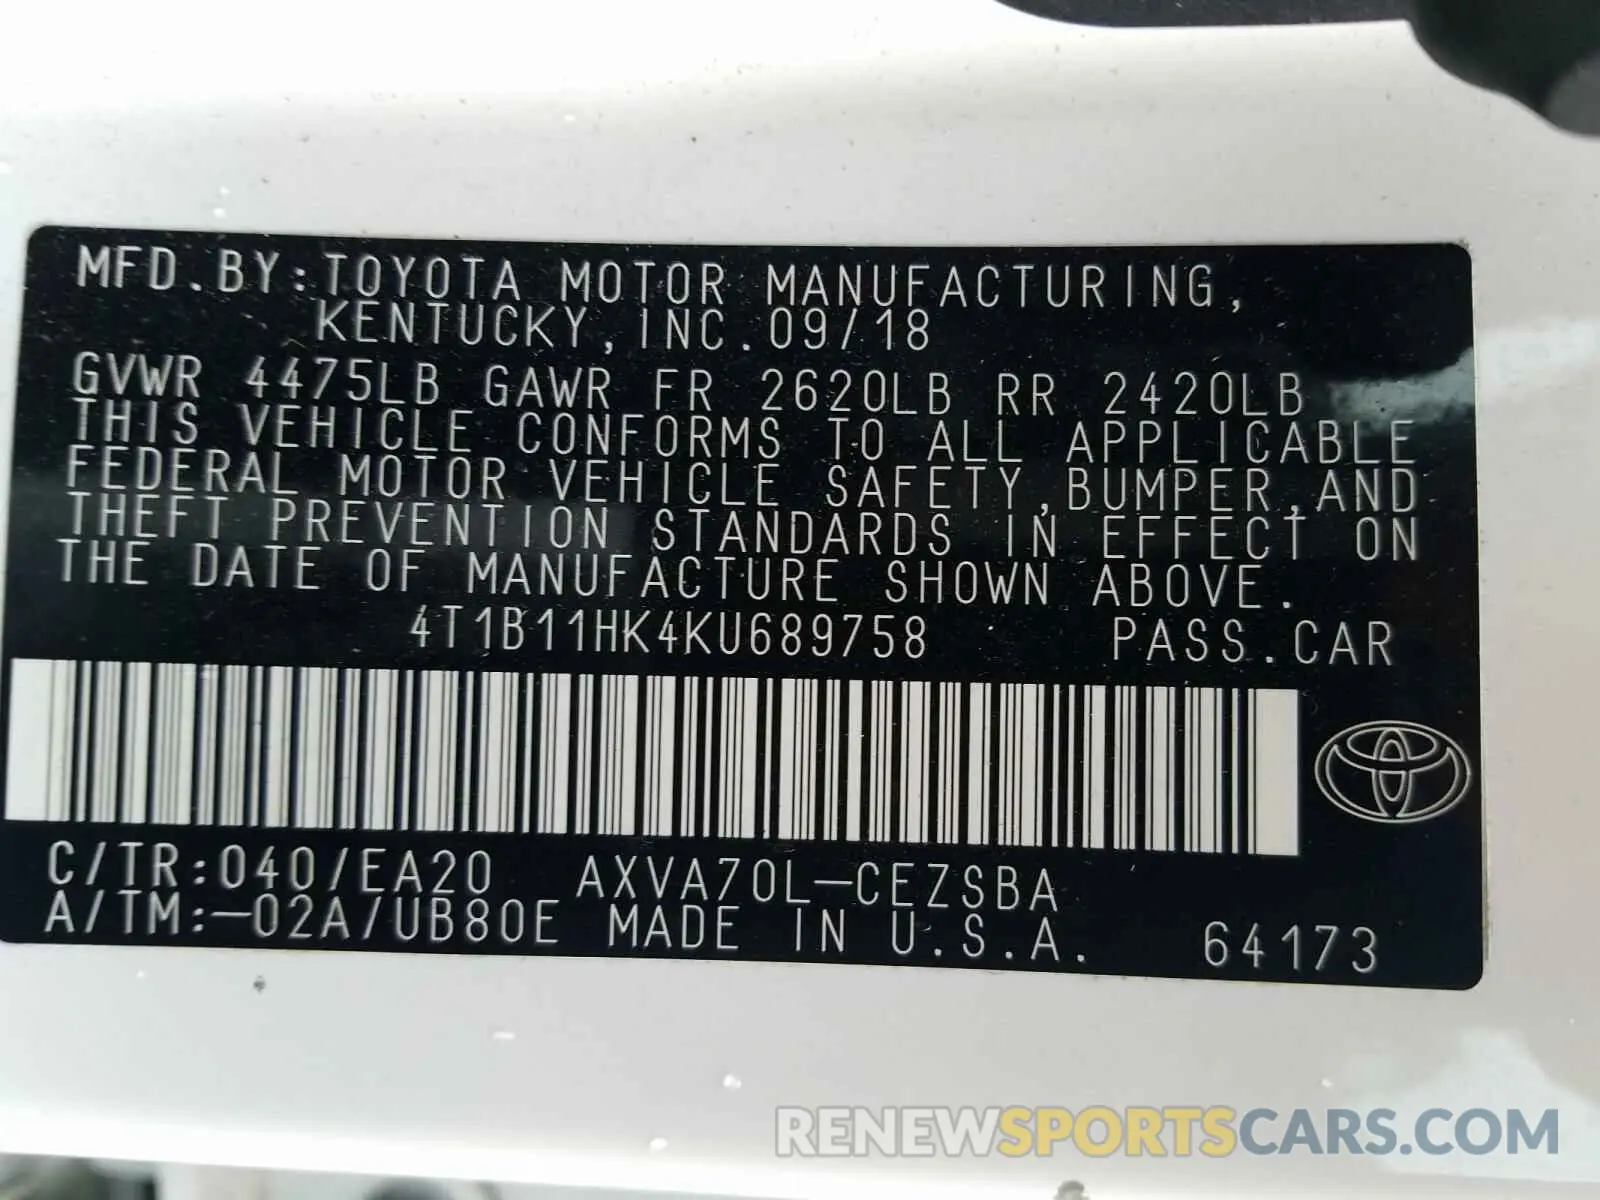 MFD.BY:TOYOTA MOTOR MANUFACTURING,
KENTUCKY,INC.09/18
GVWR 4475LB GAWR FR 2620LB RR 2420LB
THIS VEHICLE CONFORMS TO ALL APPLICABLE
FEDERAL MOTOR VEHICLE SAFETY,BUMPER,AND
THEFT PREVENTION STANDARDS IN EFFECT ON
THE DATE OF MANUFACTURE SHOWN ABOVE.
4T1B11HK4KU689758 PASS.CAR
C/TR:040/EA20 AXVA70L-CEZSBA
A/TM:-02A/UB80E MADE IN U.S.A. 64173
RENEWSPORTSCARS.COM